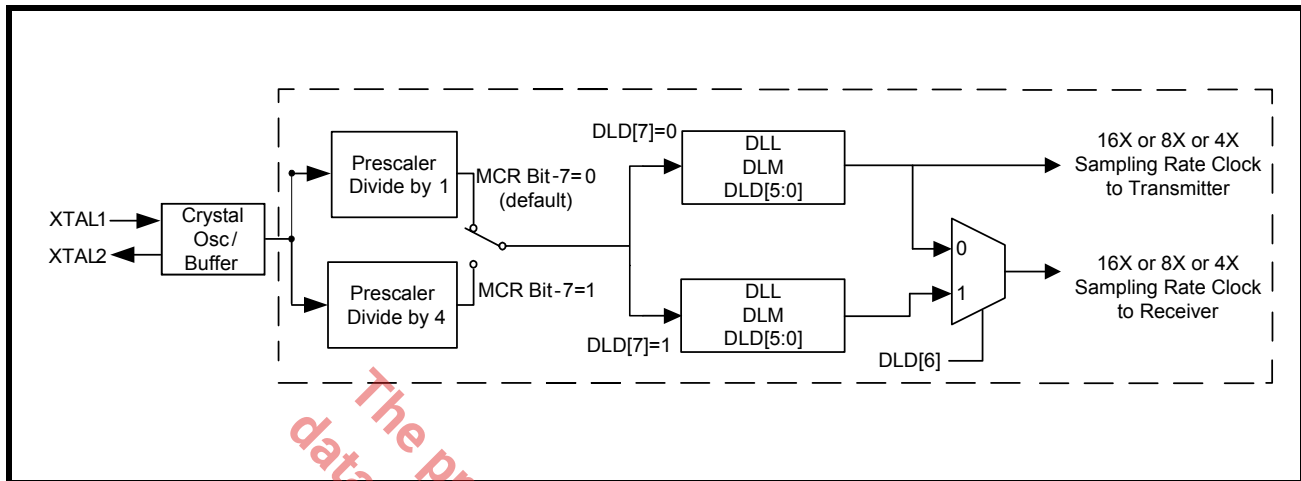 XTAL1
XTAL2
Crystal
Osc/
Buffer
Prescaler
Divide by 1
Prescaler
Divide by 4
MCR Bit-7=0
(default)
MCR Bit-7=1
DLD[7]=0
DLL
DLM
DLD[5:0]
DLD[7]=1
DLL
DLM
DLD[5:0]
0
1
DLD[6]
16X or 8X or 4X
Sampling Rate Clock
to Transmitter
16X or 8X or 4X
Sampling Rate Clock
to Receiver
The